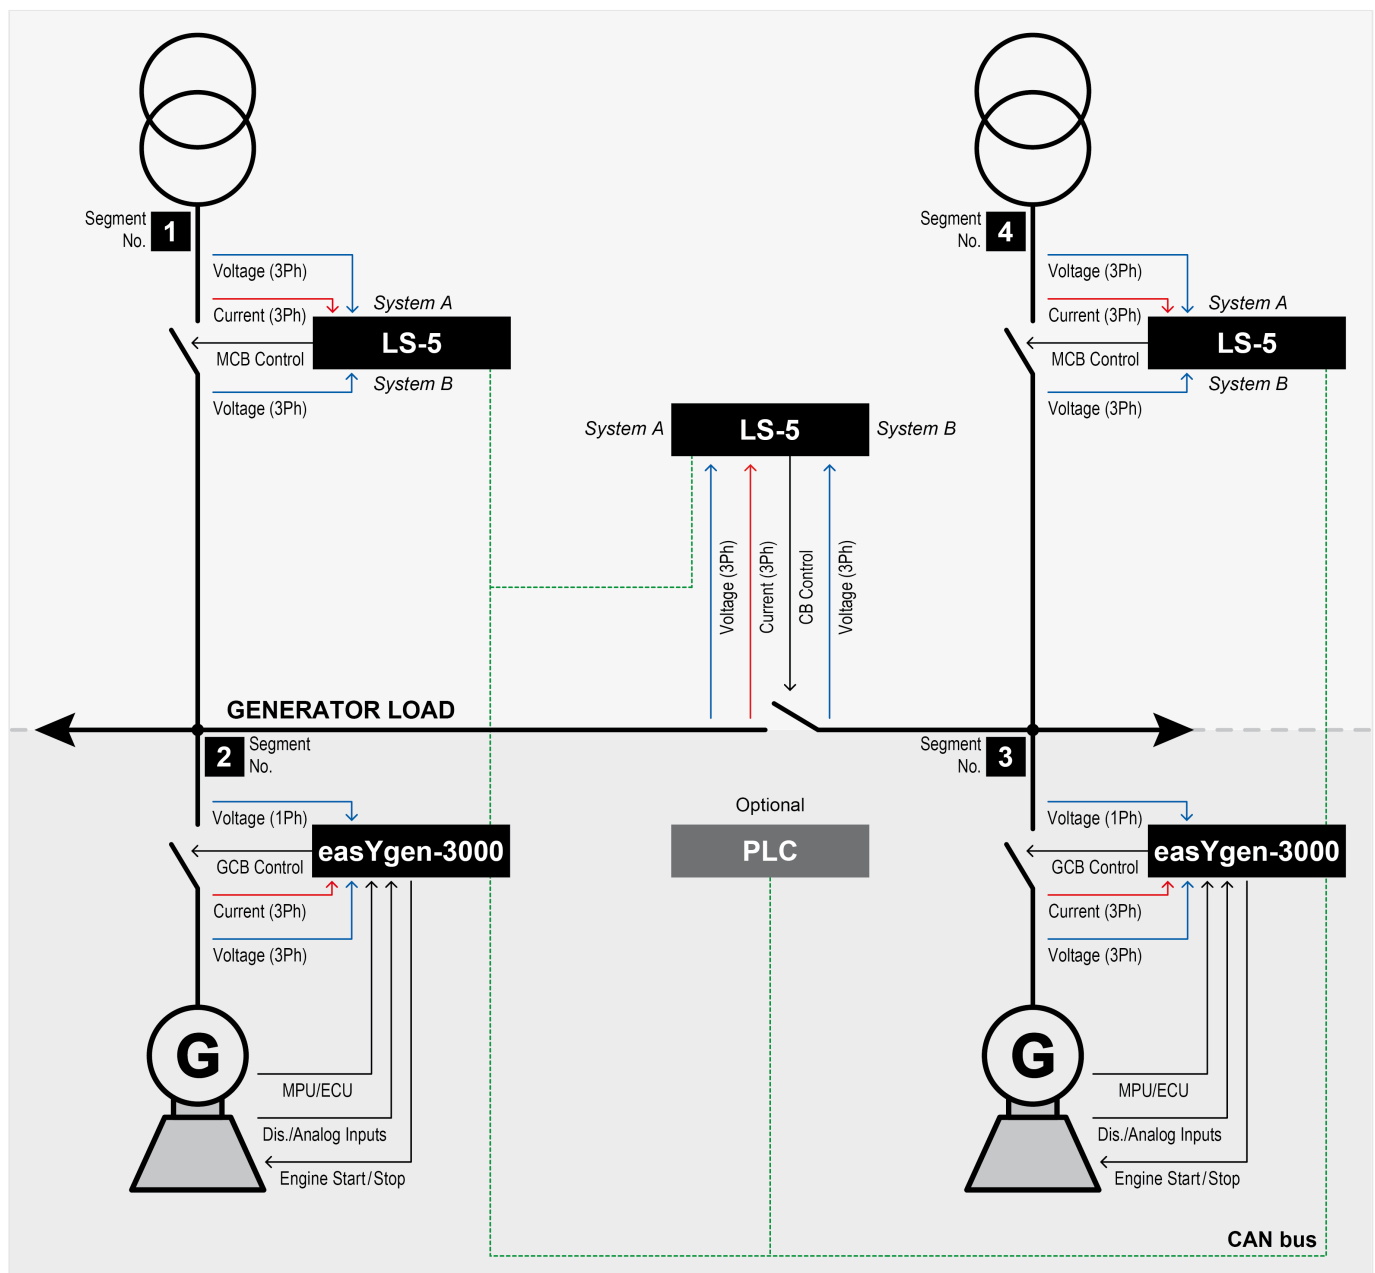 Segment
No.
1
Voltage (3Ph)
Current (3Ph)
System A
LS-5
MCB Control
System B
Voltage (3Ph)
Segment
No.
4
Voltage (3Ph)
Current (3Ph)
System A
LS-5
MCB Control
System B
Voltage (3Ph)
System A
LS-5
System B
Voltage (3Ph)
Current (3Ph)
CB Control
Voltage (3Ph)
GENERATOR LOAD
2
Segment
No.
Segment
No.
3
Voltage (1Ph)
easYgen-3000
GCB Control
Current (3Ph)
Voltage (3Ph)
G
MPU/ECU
Dis./Analog Inputs
Engine Start/Stop
Optional
PLC
Voltage (1Ph)
easYgen-3000
GCB Control
Current (3Ph)
Voltage (3Ph)
G
MPU/ECU
Dis./Analog Inputs
Engine Start/Stop
CAN bus